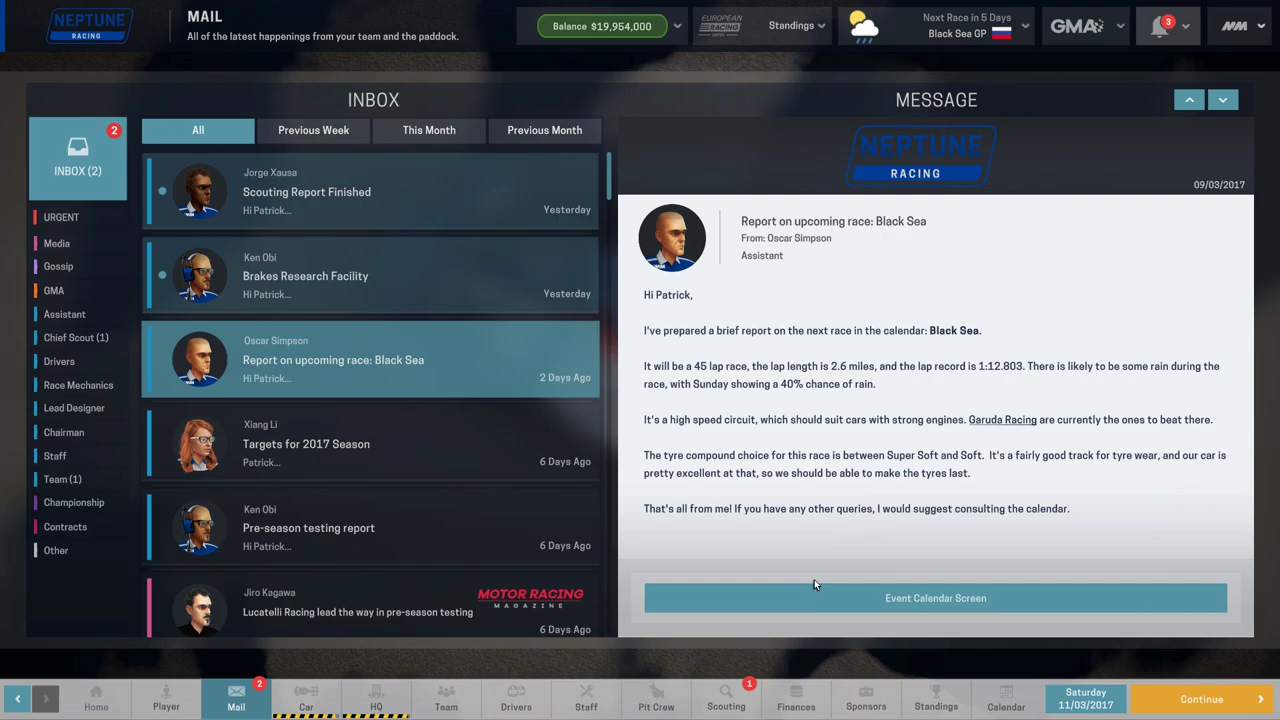 NEPTUNE
RACING
MAIL
All of the latest happenings from your team and the paddock.
Balance $19,954,000
EUROPEAN
RACING
Standings
Next Race in 5 Days
Black Sea GP
GMA
3
INBOX
MESSAGE
2
INBOX (2)
URGENT
Media
Gossip
GMA
Assistant
Chief Scout (1)
Drivers
Race Mechanics
Lead Designer
Chairman
Staff
Team (1)
Championship
Contracts
Other
All
Previous Week
This Month
Previous Month
Jorge Xausa
Scouting Report Finished
Hi Patrick...
Yesterday
Ken Obi
Brakes Research Facility
Hi Patrick...
Yesterday
Oscar Simpson
Report on upcoming race: Black Sea
Hi Patrick...
2 Days Ago
Xiang Li
Targets for 2017 Season
Patrick...
6 Days Ago
Ken Obi
Pre-season testing report
Hi Patrick...
6 Days Ago
Jiro Kagawa
MOTOR RACING
MAGAZINE
Lucatelli Racing lead the way in pre-season testing
6 Days Ago
NEPTUNE
RACING
09/03/2017
Report on upcoming race: Black Sea
From: Oscar Simpson
Assistant
Hi Patrick,
I've prepared a brief report on the next race in the calendar: Black Sea.
It will be a 45 lap race, the lap length is 2.6 miles, and the lap record is 1:12.803. There is likely to be some rain during the
race, with Sunday showing a 40% chance of rain.
It's a high speed circuit, which should suit cars with strong engines. Garuda Racing are currently the ones to beat there.
The tyre compound choice for this race is between Super Soft and Soft. It's a fairly good track for tyre wear, and our car is
pretty excellent at that, so we should be able to make the tyres last.
That's all from me! If you have any other queries, I would suggest consulting the calendar.
Event Calendar Screen
Home
Player
Mail
2
Car
HQ
Team
Drivers
Staff
Pit Crew
Scouting
1
Finances
Sponsors
Standings
Calendar
Saturday
11/03/2017
Continue